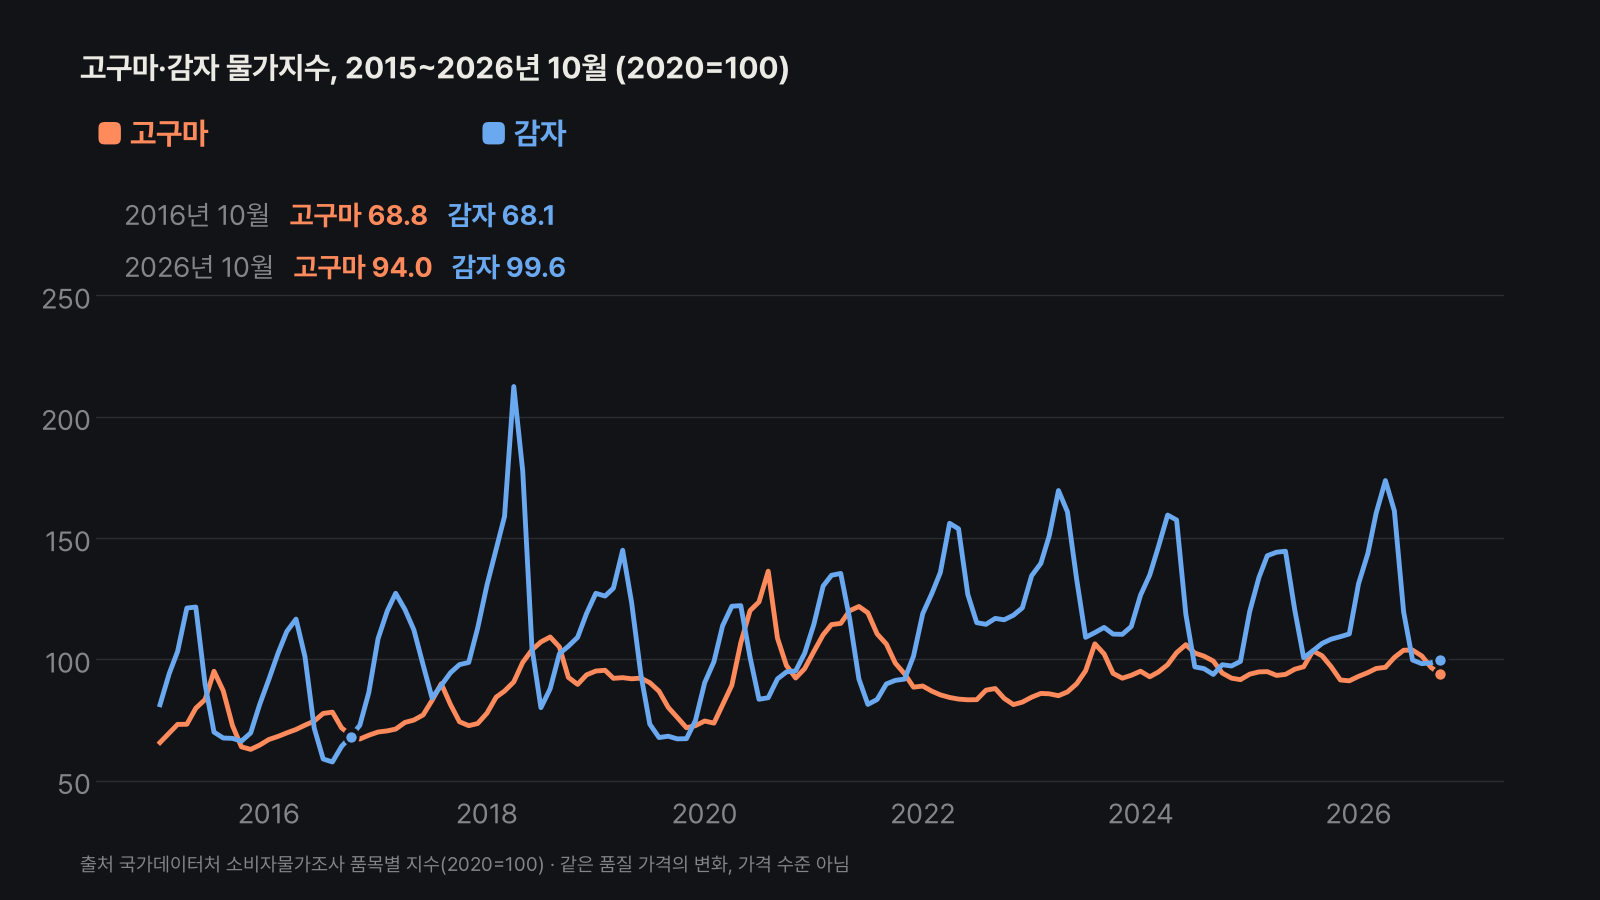 고구마·감자 물가지수, 2015~2026년 10월 (2020=100)
고구마 감자
2016년 10월 고구마 68.8 감자 68.1
2026년 10월 고구마 94.0 감자 99.6
250
200
150
100
50
2016 2018 2020 2022 2024 2026
출처 국가데이터처 소비자물가조사 품목별 지수(2020=100) · 같은 품질 가격의 변화, 가격 수준 아님